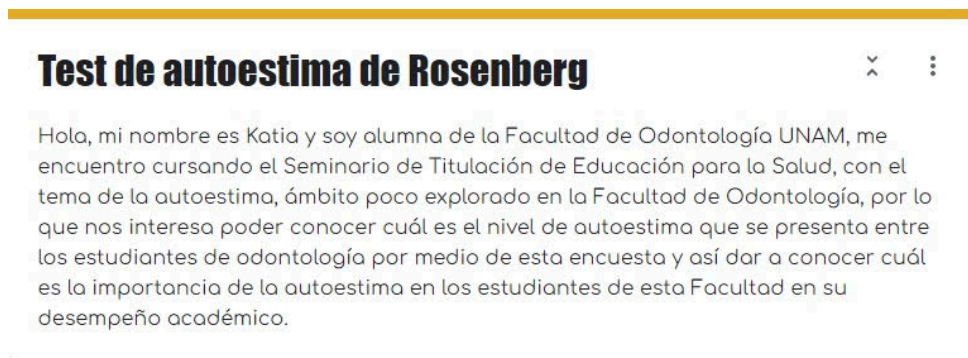 Test de autoestima de Rosenberg
Hola, mi nombre es Katia y soy alumna de la Facultad de Odontología UNAM, me
encuentro cursando el Seminario de Titulación de Educación para la Salud, con el
tema de la autoestima, ámbito poco explorado en la Facultad de Odontología, por lo
que nos interesa poder conocer cuál es el nivel de autoestima que se presenta entre
los estudiantes de odontología por medio de esta encuesta y así dar a conocer cuál
es la importancia de la autoestima en los estudiantes de esta Facultad en su
desempeño académico.